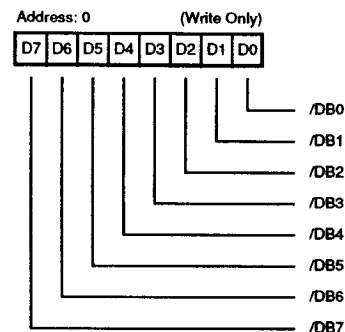 Address: 0 (Write Only)
D7 D6 D5 D4 D3 D2 D1 D0
/DB0
/DB1
/DB2
/DB3
/DB4
/DB5
/DB6
/DB7